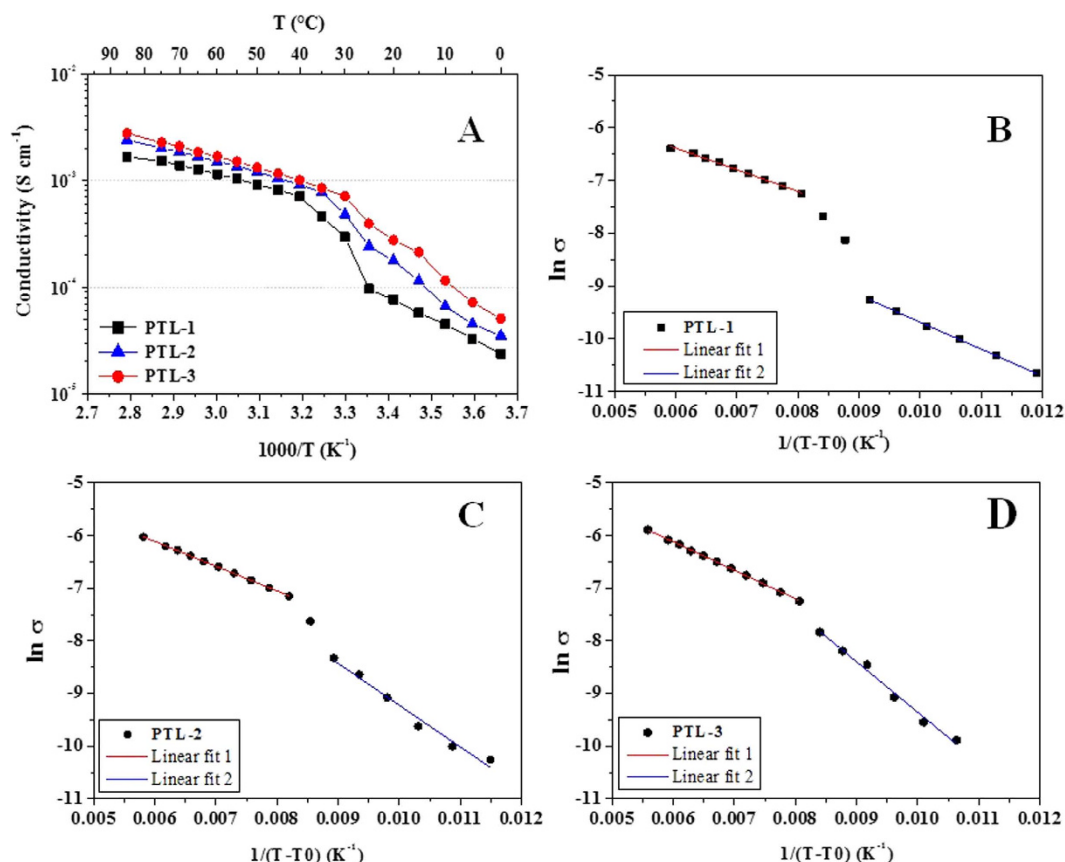 T (°C)
90 80 70 60 50 40 30 20 10 0
10⁻²
10⁻³
10⁻⁴
10⁻⁵
Conductivity (S cm⁻¹)
A
PTL-1
PTL-2
PTL-3
2.7 2.8 2.9 3.0 3.1 3.2 3.3 3.4 3.5 3.6 3.7
1000/T (K⁻¹)
-5
-6
-7
-8
-9
-10
-11
ln σ
B
PTL-1
Linear fit 1
Linear fit 2
0.005 0.006 0.007 0.008 0.009 0.010 0.011 0.012
1/(T-T0) (K⁻¹)
-5
-6
-7
-8
-9
-10
-11
ln σ
C
PTL-2
Linear fit 1
Linear fit 2
0.005 0.006 0.007 0.008 0.009 0.010 0.011 0.012
1/(T-T0) (K⁻¹)
-5
-6
-7
-8
-9
-10
-11
ln σ
D
PTL-3
Linear fit 1
Linear fit 2
0.005 0.006 0.007 0.008 0.009 0.010 0.011 0.012
1/(T-T0) (K⁻¹)